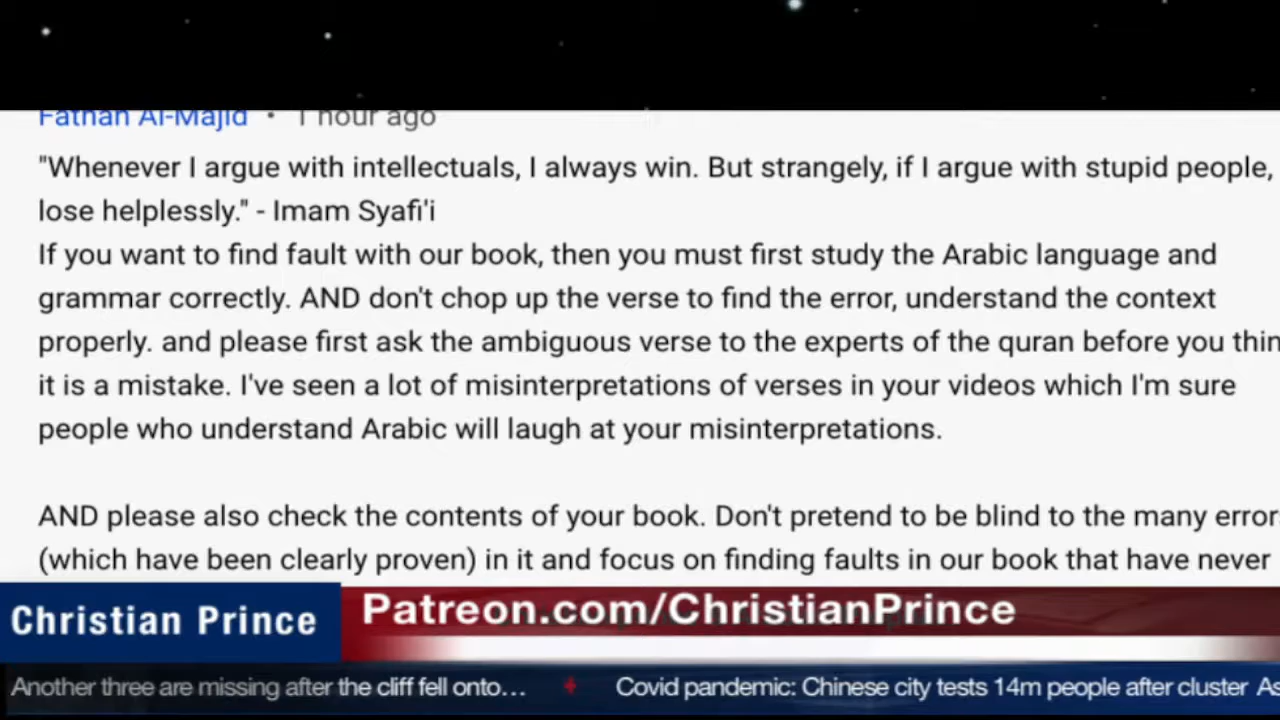 Fathan Al-Majid • 1 hour ago
"Whenever I argue with intellectuals, I always win. But strangely, if I argue with stupid people,
lose helplessly." - Imam Syafi'i
If you want to find fault with our book, then you must first study the Arabic language and
grammar correctly. AND don't chop up the verse to find the error, understand the context
properly. and please first ask the ambiguous verse to the experts of the quran before you thin
it is a mistake. I've seen a lot of misinterpretations of verses in your videos which I'm sure
people who understand Arabic will laugh at your misinterpretations.
AND please also check the contents of your book. Don't pretend to be blind to the many error
(which have been clearly proven) in it and focus on finding faults in our book that have never
Christian Prince
Patreon.com/ChristianPrince
Another three are missing after the cliff fell onto... Covid pandemic: Chinese city tests 14m people after cluster As